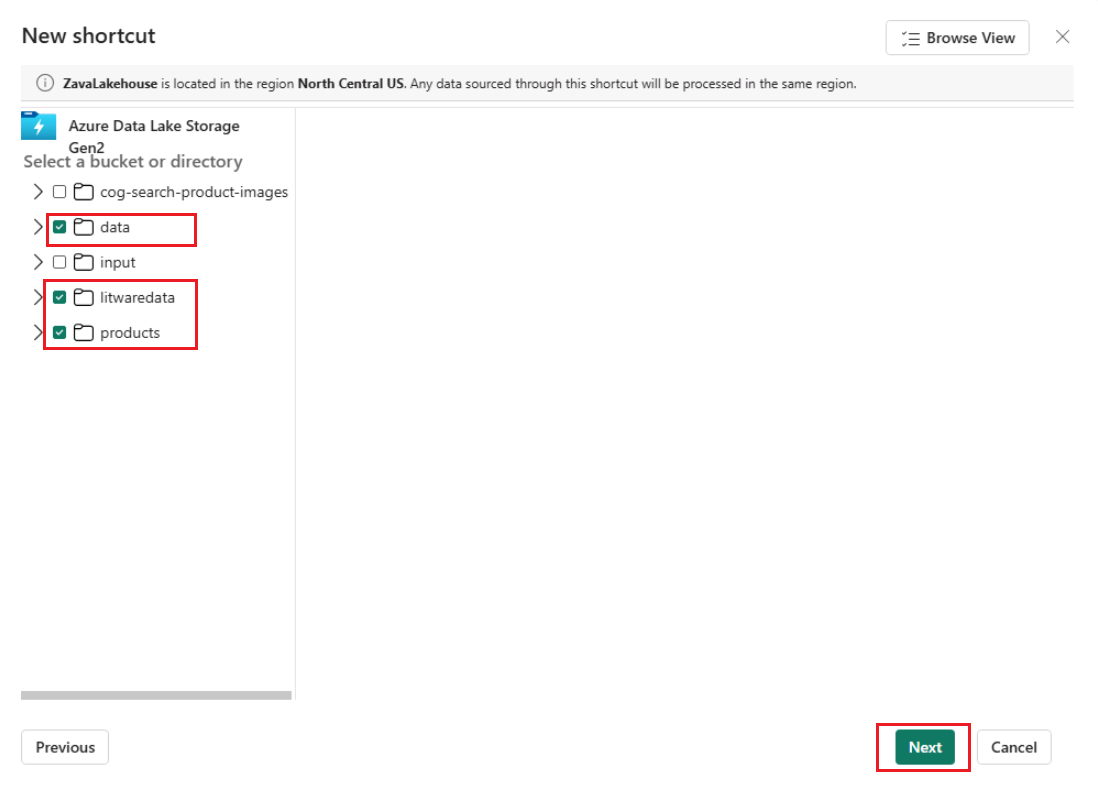 New shortcut
Browse View
ZavaLakehouse is located in the region North Central US. Any data sourced through this shortcut will be processed in the same region.
Azure Data Lake Storage
Gen2
Select a bucket or directory
cog-search-product-images
data
input
litwaredata
products
Previous
Next
Cancel